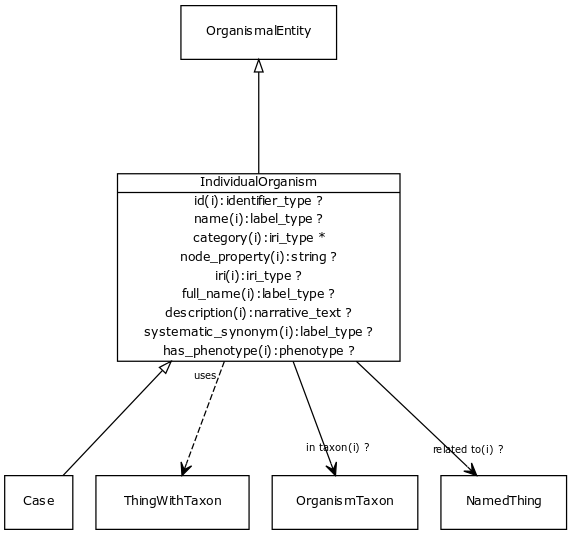 OrganismalEntity
IndividualOrganism
id(i):identifier_type ?
name(i):label_type ?
category(i):iri_type *
node_property(i):string ?
iri(i):iri_type ?
full_name(i):label_type ?
description(i):narrative_text ?
systematic_synonym(i):label_type ?
has_phenotype(i):phenotype ?
uses
in taxon(i) ?
related to(i) ?
Case
ThingWithTaxon
OrganismTaxon
NamedThing